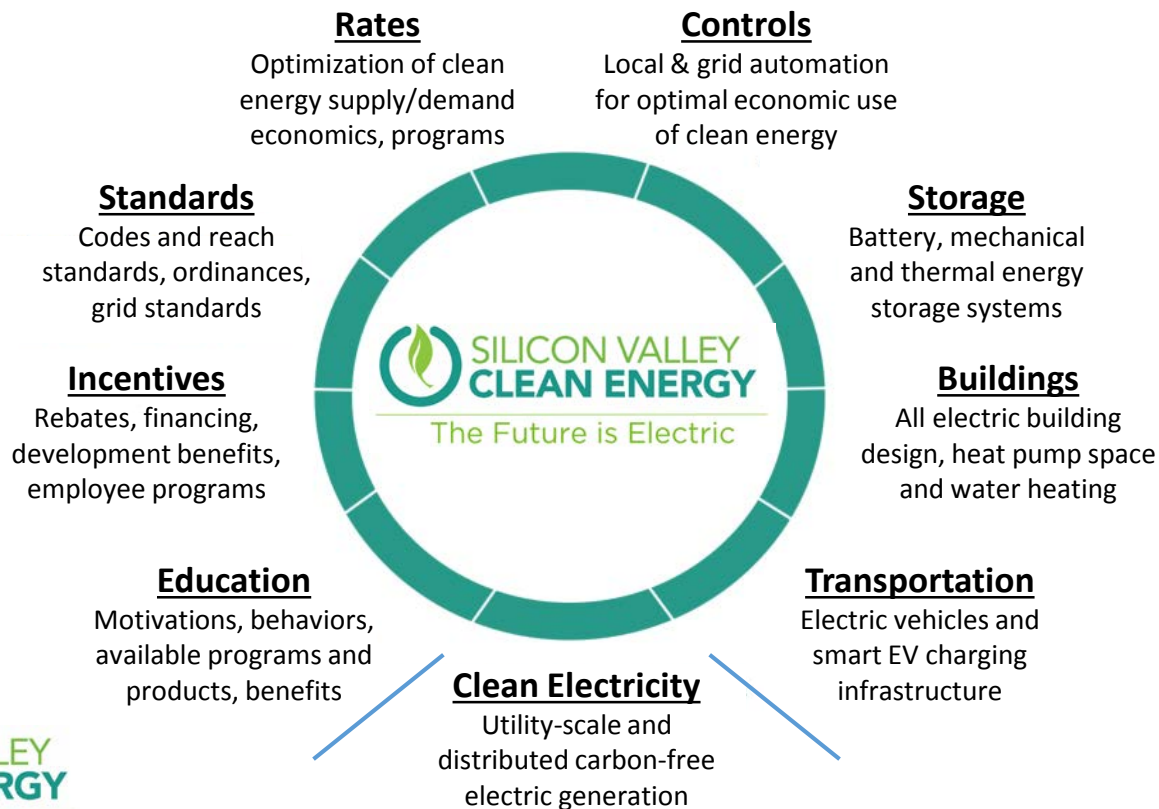 Rates
Optimization of clean
energy supply/demand
economics, programs
Controls
Local & grid automation
for optimal economic use
of clean energy
Standards
Codes and reach
standards, ordinances,
grid standards
Storage
Battery, mechanical
and thermal energy
storage systems
SILICON VALLEY
CLEAN ENERGY
The Future is Electric
Incentives
Rebates, financing,
development benefits,
employee programs
Buildings
All electric building
design, heat pump space
and water heating
Education
Motivations, behaviors,
available programs and
products, benefits
Transportation
Electric vehicles and
smart EV charging
infrastructure
Clean Electricity
Utility-scale and
distributed carbon-free
electric generation
LEY
RGY